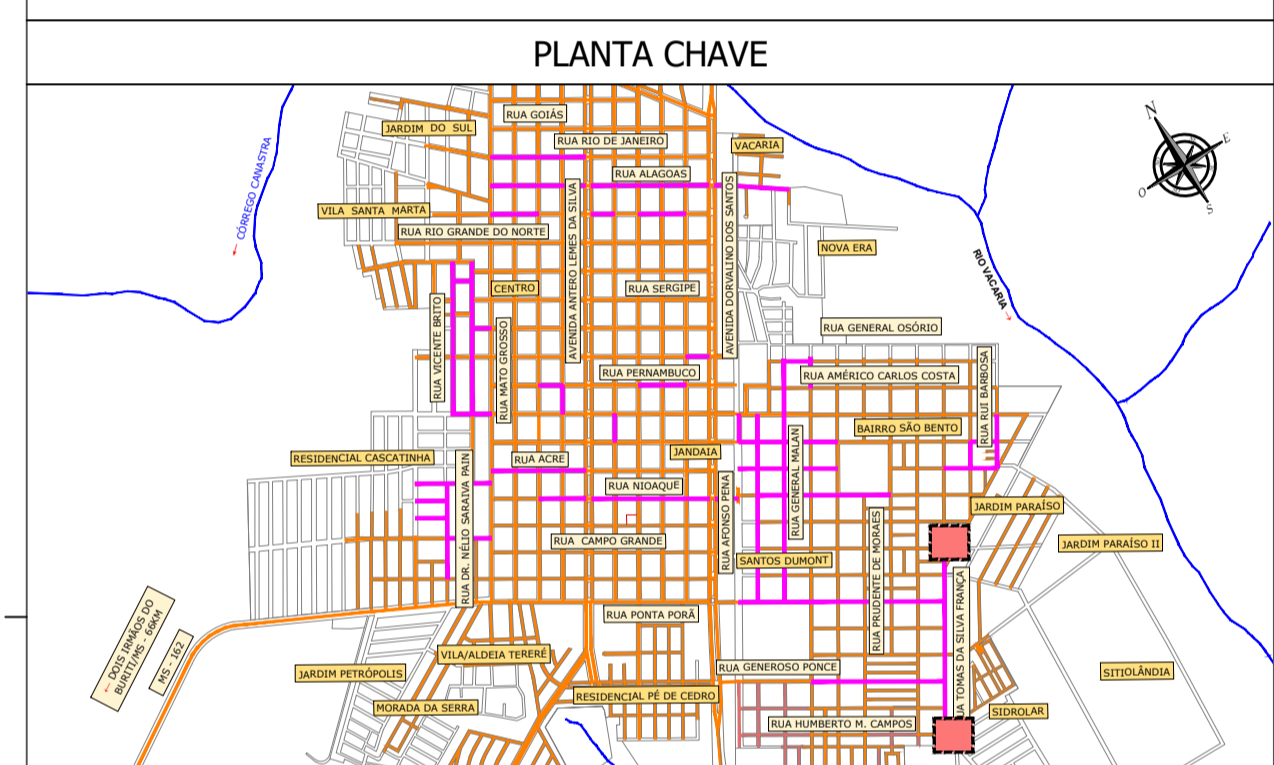 PLANTA CHAVE
RUA GOIÁS
JARDIM DO SUL
RUA RIO DE JANEIRO
VACARIA
N
E
O
S
CÓRREGO CANASTRA
RUA ALAGOAS
VILA SANTA MARTA
RUA RIO GRANDE DO NORTE
AVENIDA ANTERO LEMES DA SILVA
AVENIDA DORVALINO DOS SANTOS
NOVA ERA
RIO VACARIA
CENTRO
RUA SERGIPE
RUA VICENTE BRITO
RUA MATO GROSSO
RUA GENERAL OSÓRIO
RUA PERNAMBUCO
RUA AMÉRICO CARLOS COSTA
RUA RUI BARBOSA
BAIRRO SÃO BENTO
RESIDENCIAL CASCATINHA
RUA ACRE
JANDAIA
RUA GENERAL MALAN
RUA NIOAQUE
RUA DR. NÉLIO SARAIVA PAIN
RUA AFONSO PENA
JARDIM PARAÍSO
RUA CAMPO GRANDE
JARDIM PARAÍSO II
SANTOS DUMONT
RUA PRUDENTE DE MORAES
RUA PONTA PORÃ
UA TOMAS DA SILVA FRANÇA
DOIS IRMÃOS DO
BURITI/MS - 66KM
MS - 162
VILA/ALDEIA TERERÉ
JARDIM PETRÓPOLIS
RUA GENEROSO PONCE
SITIOLÂNDIA
RESIDENCIAL PÉ DE CEDRO
MORADA DA SERRA
RUA HUMBERTO M. CAMPOS
SIDROLAR